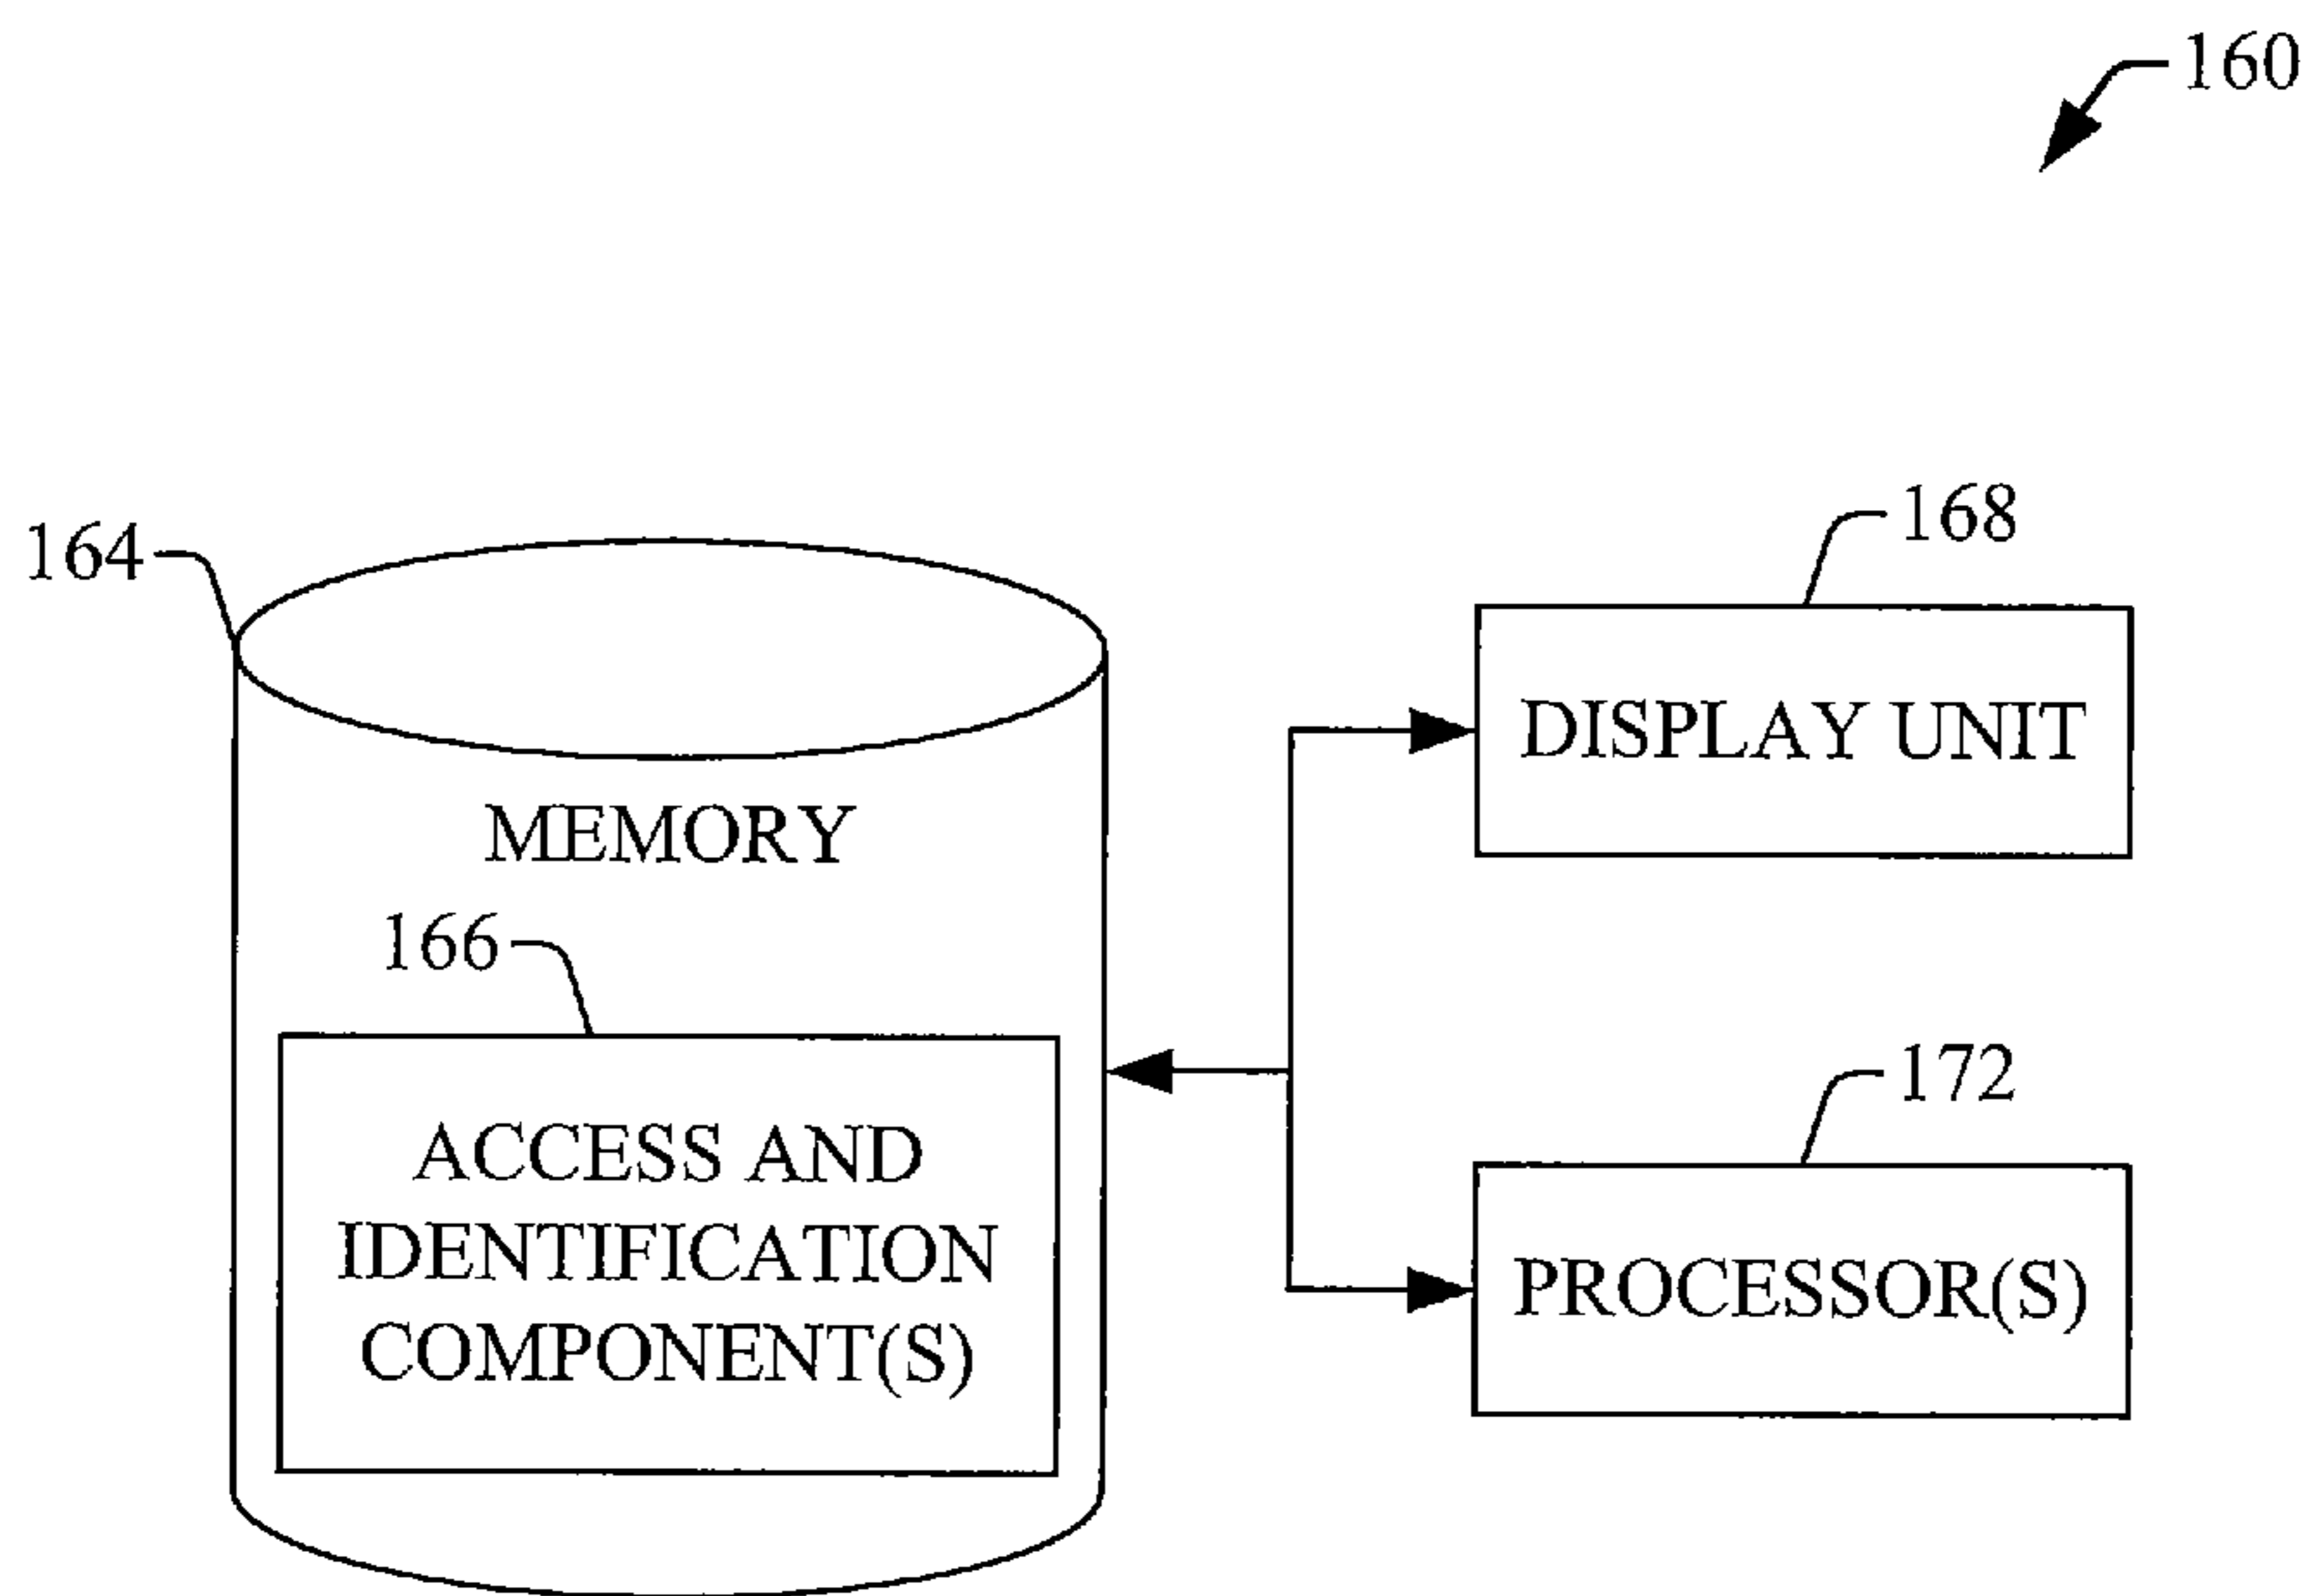 160
164
168
DISPLAY UNIT
MEMORY
166
172
ACCESS AND
IDENTIFICATION
COMPONENT(S)
PROCESSOR(S)